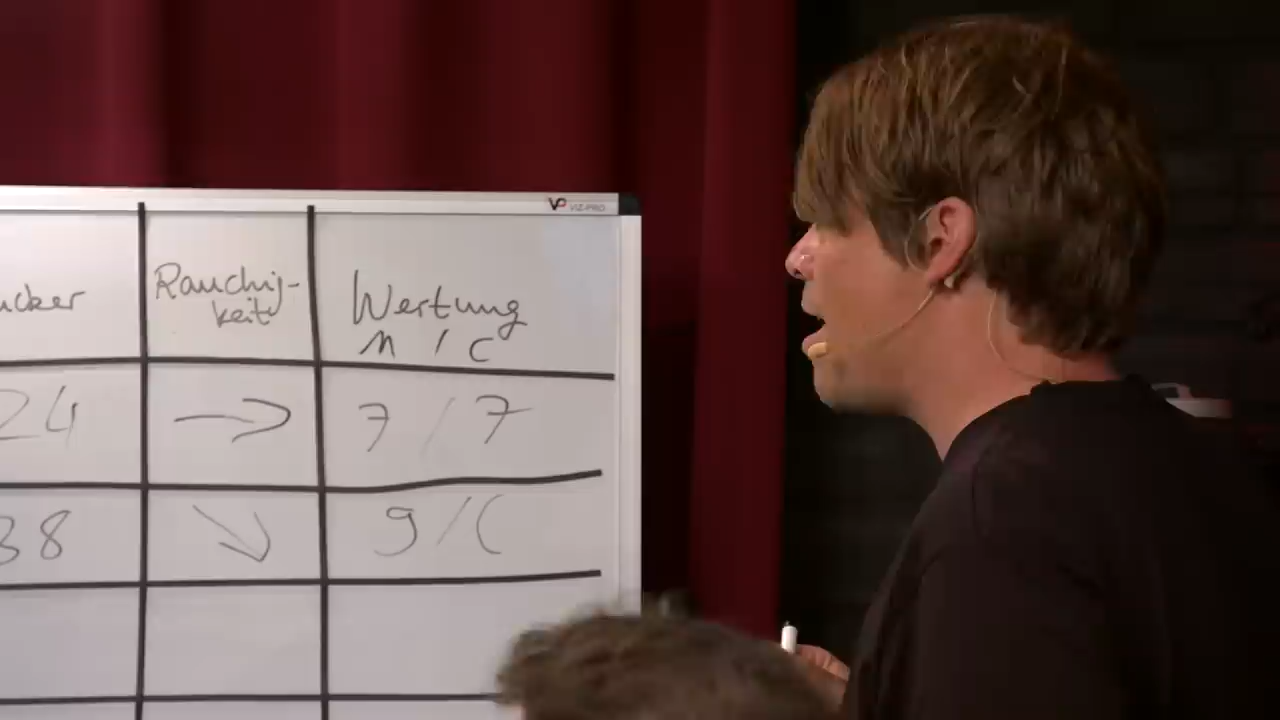 VIZ-PRO
ucker
Rauchig-
keit
Wertung
M / C
24
→
7 / 7
38
↘
9 / (